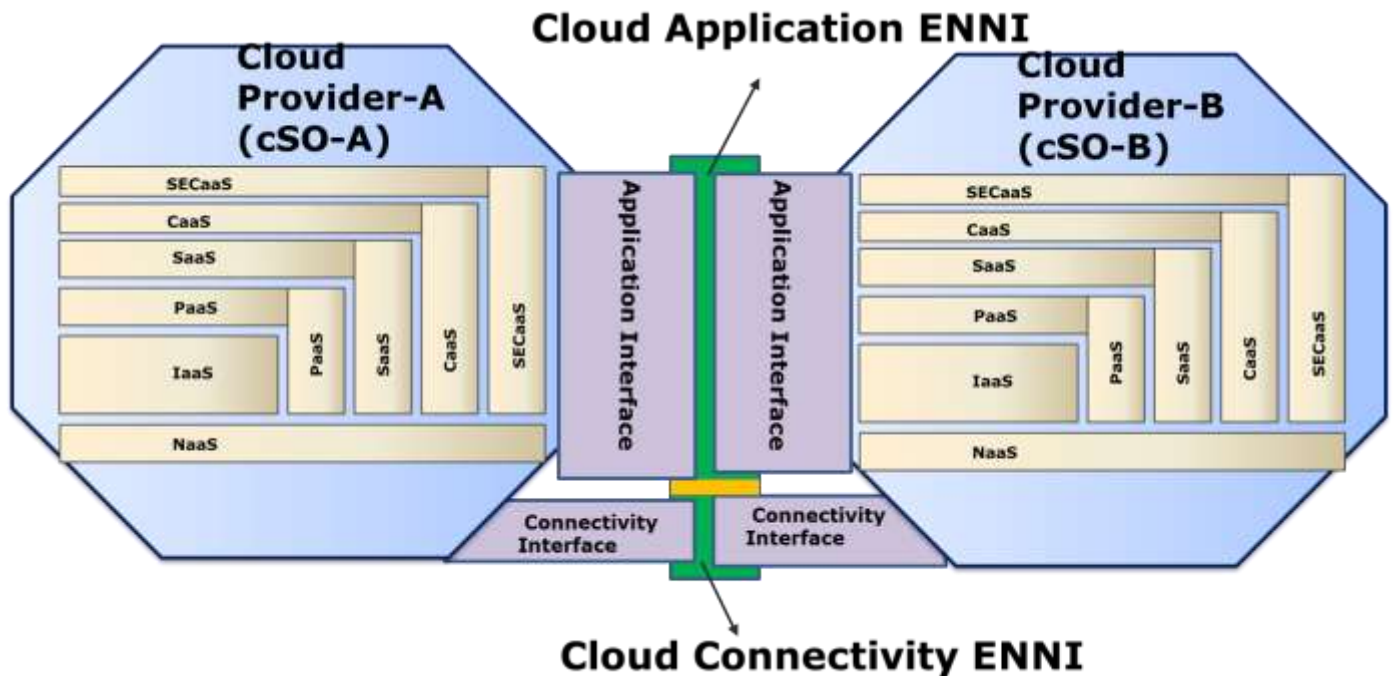 Cloud Application ENNI
Cloud
Provider-A
(cSO-A)
SECaaS
CaaS
SaaS
PaaS
IaaS
PaaS
SaaS
CaaS
SECaaS
NaaS
Application Interface
Application Interface
Connectivity
Interface
Connectivity
Interface
Cloud
Provider-B
(cSO-B)
SECaaS
CaaS
SaaS
PaaS
IaaS
PaaS
SaaS
CaaS
SECaaS
NaaS
Cloud Connectivity ENNI